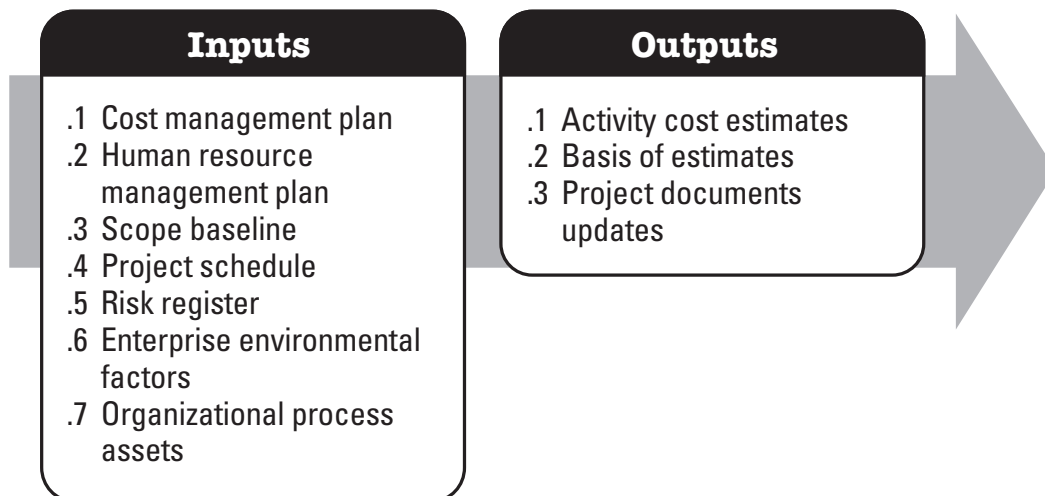 Inputs
.1 Cost management plan
.2 Human resource
management plan
.3 Scope baseline
.4 Project schedule
.5 Risk register
.6 Enterprise environmental
factors
.7 Organizational process
assets
Outputs
.1 Activity cost estimates
.2 Basis of estimates
.3 Project documents
updates